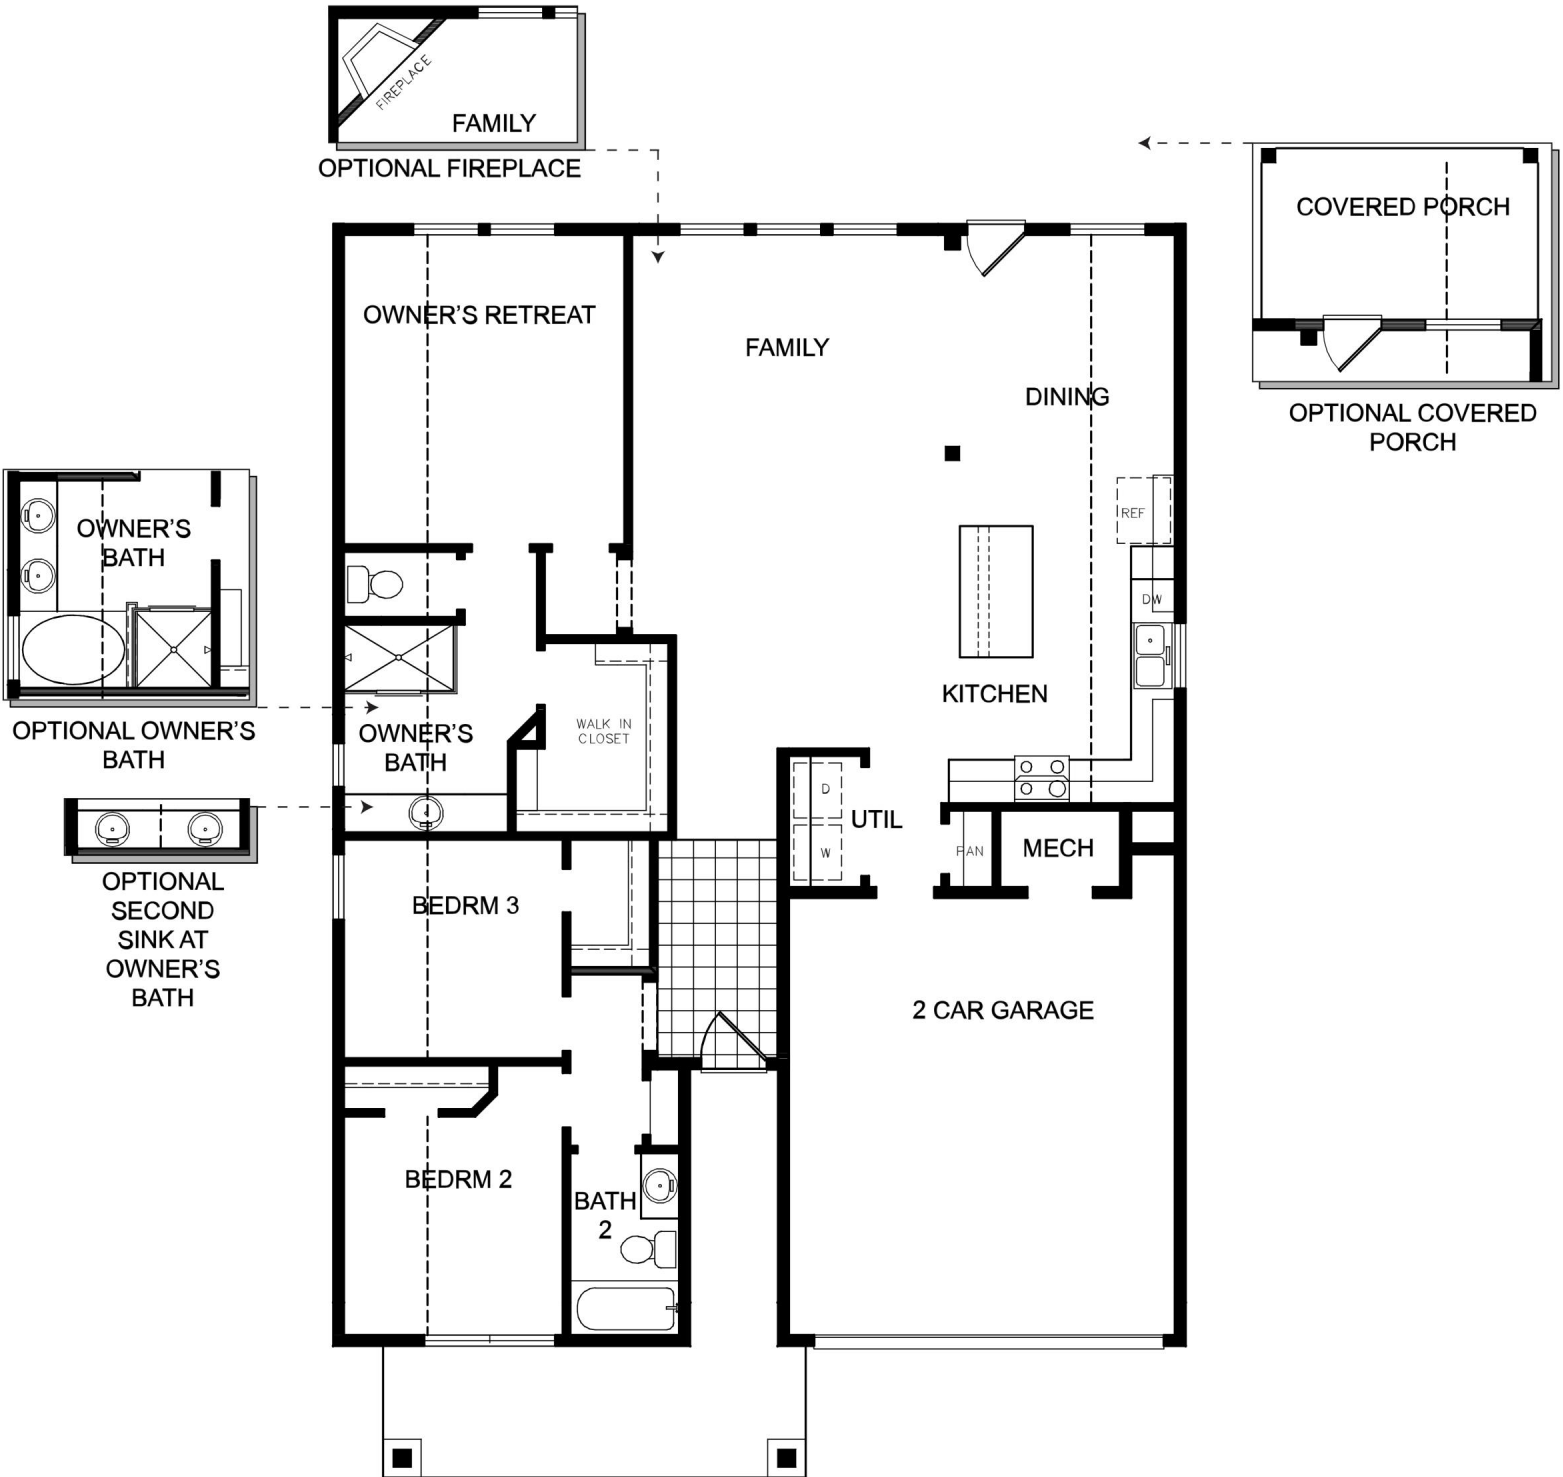 FIREPLACE
FAMILY
OPTIONAL FIREPLACE
COVERED PORCH
OPTIONAL COVERED
PORCH
OWNER'S RETREAT
FAMILY
DINING
REF
DW
KITCHEN
OWNER'S
BATH
OPTIONAL OWNER'S
BATH
OWNER'S
BATH
WALK IN
CLOSET
OPTIONAL
SECOND
SINK AT
OWNER'S
BATH
D
W
UTIL
PAN
MECH
BEDRM 3
2 CAR GARAGE
BEDRM 2
BATH
2